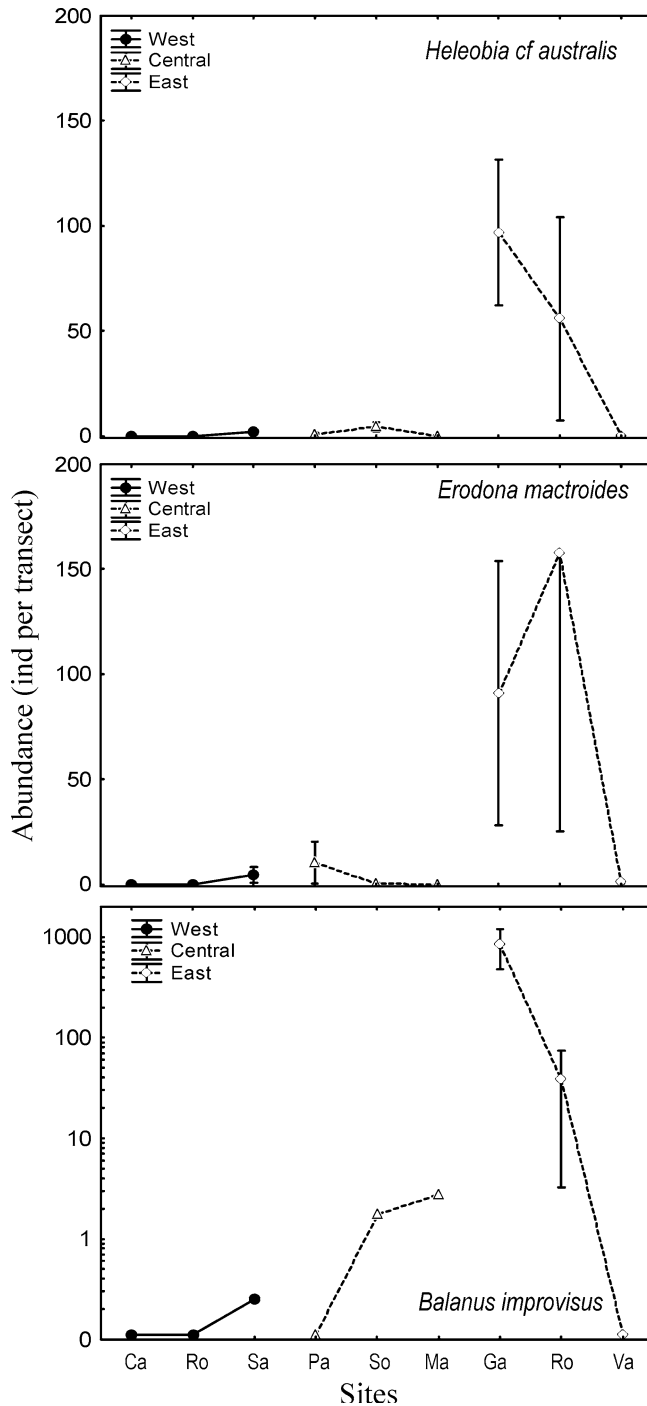 200
Heleobia cf australis
West
Central
East
150
100
50
0
200
Erodona mactroides
West
Central
East
150
100
50
0
Abundance (ind per transect)
West
Central
East
1000
100
10
1
0
Balanus improvisus
Ca Ro Sa Pa So Ma Ga Ro Va
Sites